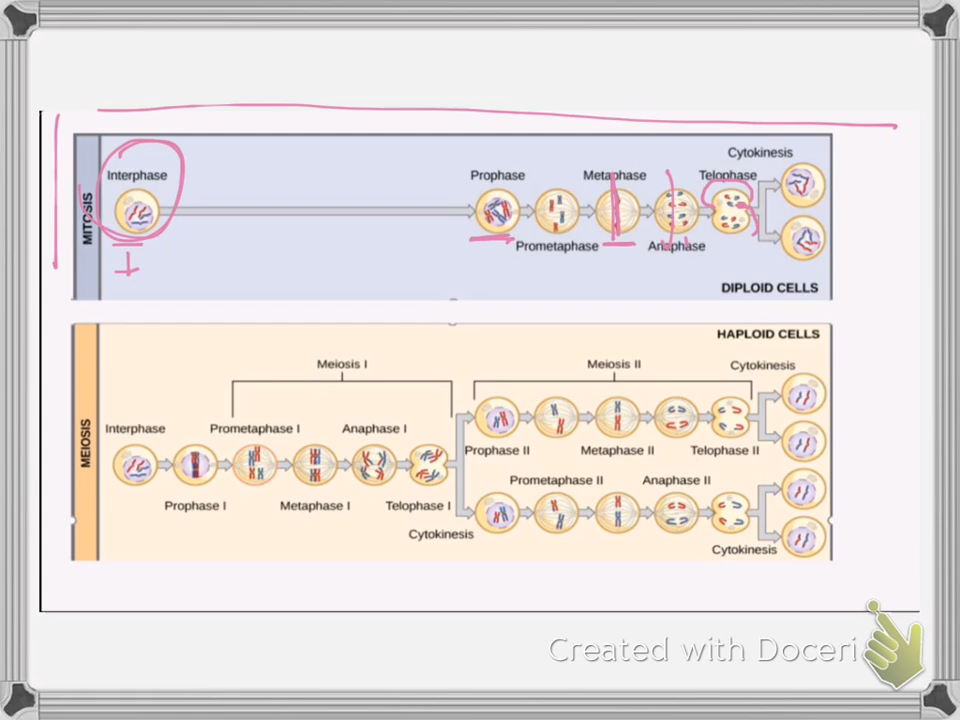 Cytokinesis
Interphase
Prophase
Metaphase
Telophase
MITOSIS
Prometaphase
Anaphase
DIPLOID CELLS
HAPLOID CELLS
Meiosis I
Meiosis II
Cytokinesis
Interphase
Prometaphase I
Anaphase I
MEIOSIS
Prophase II
Metaphase II
Telophase II
Prometaphase II
Anaphase II
Prophase I
Metaphase I
Telophase I
Cytokinesis
Cytokinesis
Created with Doceri